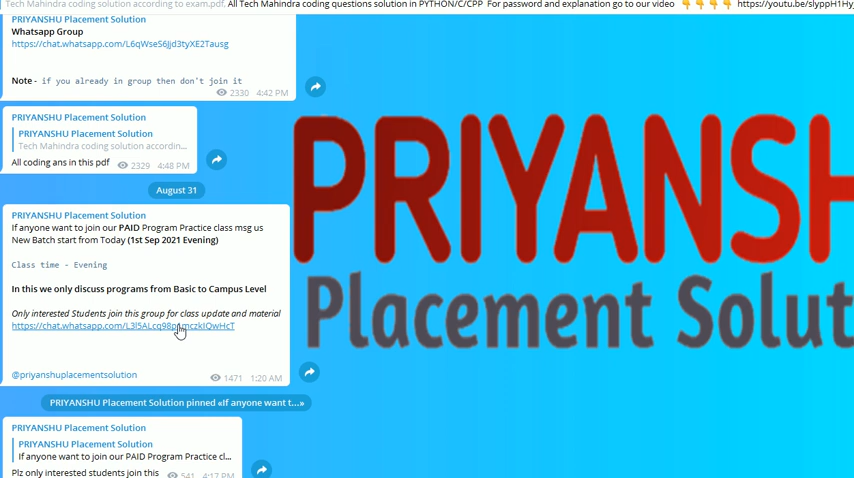 Tech Mahindra coding solution according to exam.pdf, All Tech Mahindra coding questions solution in PYTHON/C/CPP For password and explanation go to our video 👇 👇 👇 👇 https://youtu.be/slyppH1Hy
PRIYANSHU Placement Solution
Whatsapp Group
https://chat.whatsapp.com/L6qWseS6Jjd3tyXE2Tausg
Note - if you already in group then don't join it
2330 4:42 PM
PRIYANSHU Placement Solution
PRIYANSHU Placement Solution
Tech Mahindra coding solution accordin...
All coding ans in this pdf 2329 4:48 PM
August 31
PRIYANSHU Placement Solution
If anyone want to join our PAID Program Practice class msg us
New Batch start from Today (1st Sep 2021 Evening)
Class time - Evening
In this we only discuss programs from Basic to Campus Level
Only interested Students join this group for class update and material
@priyanshuplacementsolution 1471 1:20 AM
PRIYANSHU Placement Solution pinned «If anyone want t...»
PRIYANSHU Placement Solution
PRIYANSHU Placement Solution
If anyone want to join our PAID Program Practice cl...
Plz only interested students join this 541 4:17 PM
PRIYANSH
Placement Solut